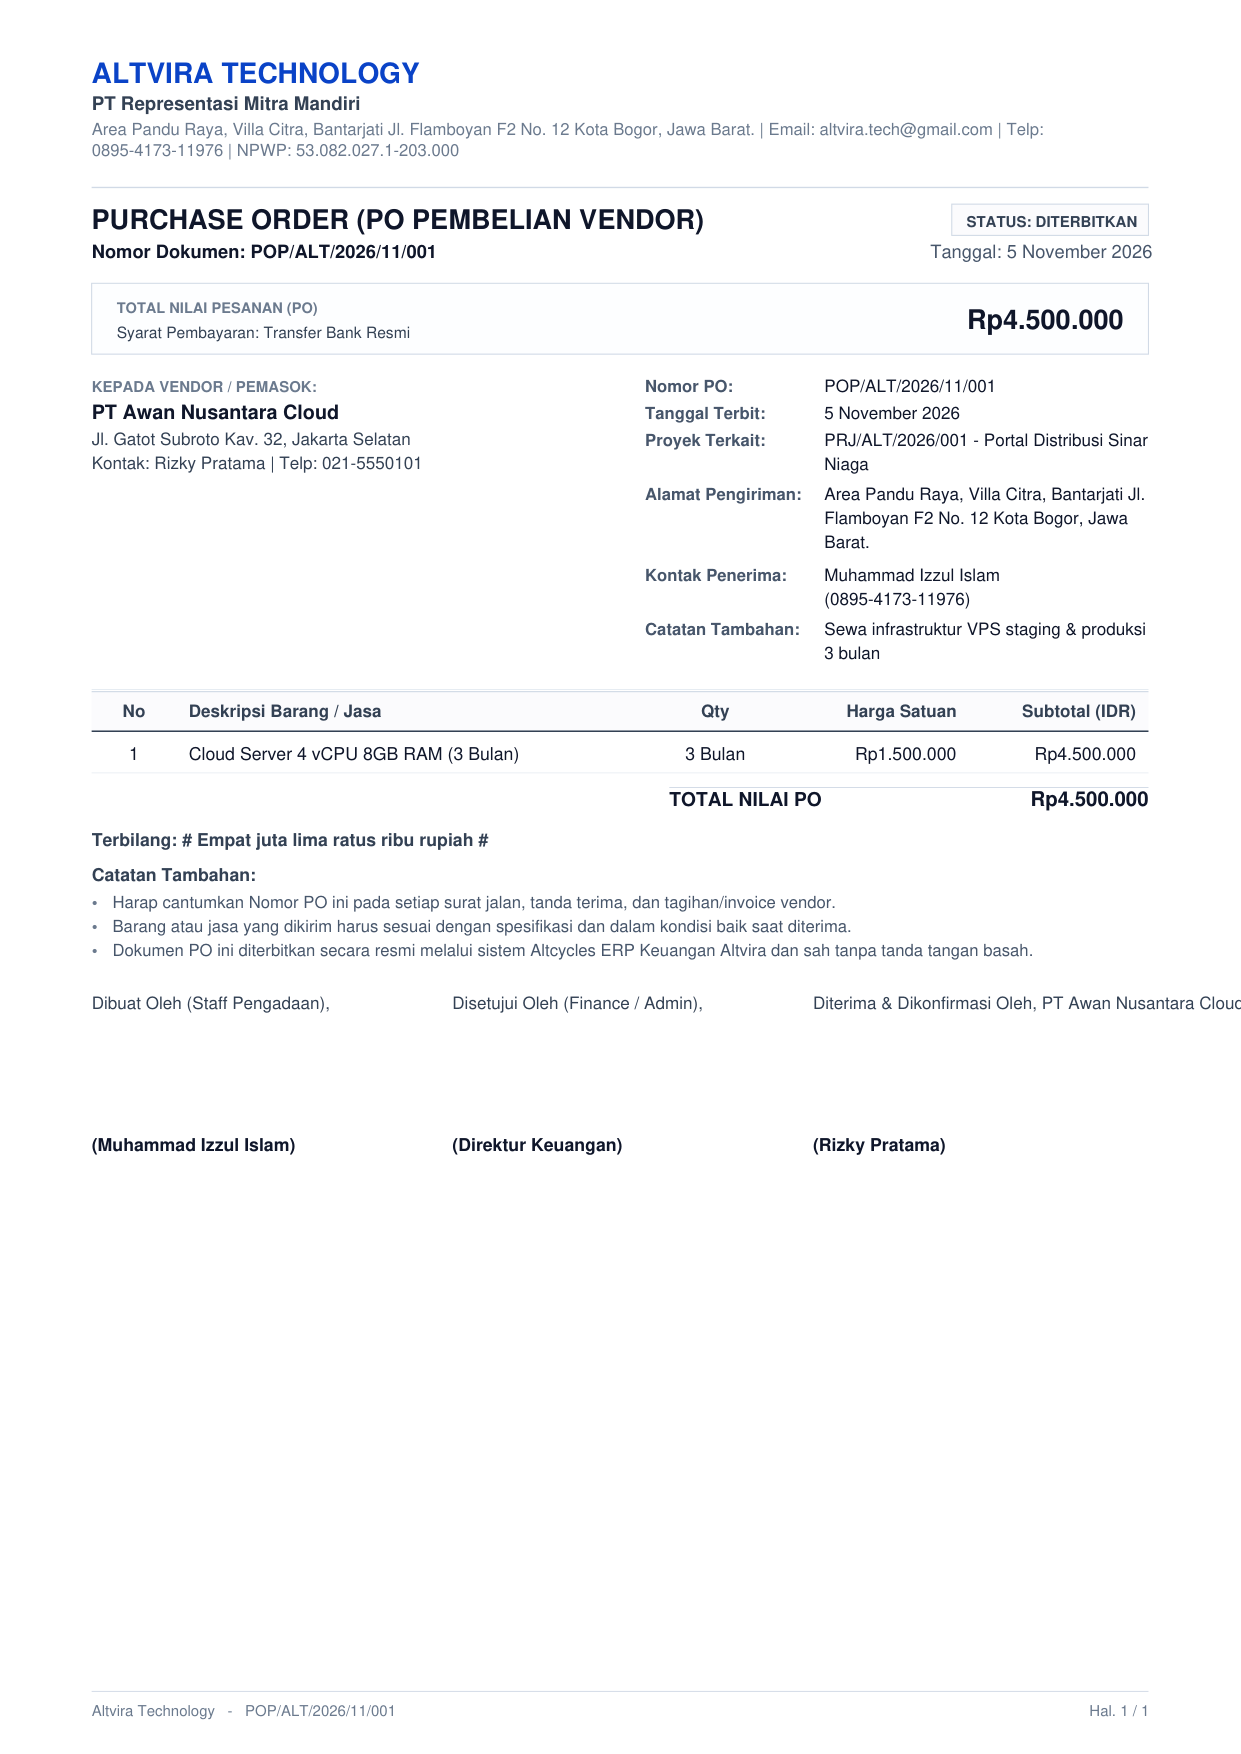 ALTVIRA TECHNOLOGY
PT Representasi Mitra Mandiri
Area Pandu Raya, Villa Citra, Bantarjati Jl. Flamboyan F2 No. 12 Kota Bogor, Jawa Barat. | Email: altvira.tech@gmail.com | Telp:
0895-4173-11976 | NPWP: 53.082.027.1-203.000
PURCHASE ORDER (PO PEMBELIAN VENDOR)
STATUS: DITERBITKAN
Nomor Dokumen: POP/ALT/2026/11/001
Tanggal: 5 November 2026
TOTAL NILAI PESANAN (PO)
Syarat Pembayaran: Transfer Bank Resmi
Rp4.500.000
KEPADA VENDOR / PEMASOK:
PT Awan Nusantara Cloud
Jl. Gatot Subroto Kav. 32, Jakarta Selatan
Kontak: Rizky Pratama | Telp: 021-5550101
Nomor PO: POP/ALT/2026/11/001
Tanggal Terbit: 5 November 2026
Proyek Terkait: PRJ/ALT/2026/001 - Portal Distribusi Sinar
Niaga
Alamat Pengiriman: Area Pandu Raya, Villa Citra, Bantarjati Jl.
Flamboyan F2 No. 12 Kota Bogor, Jawa
Barat.
Kontak Penerima: Muhammad Izzul Islam
(0895-4173-11976)
Catatan Tambahan: Sewa infrastruktur VPS staging & produksi
3 bulan
No Deskripsi Barang / Jasa Qty Harga Satuan Subtotal (IDR)
1 Cloud Server 4 vCPU 8GB RAM (3 Bulan) 3 Bulan Rp1.500.000 Rp4.500.000
TOTAL NILAI PO Rp4.500.000
Terbilang: # Empat juta lima ratus ribu rupiah #
Catatan Tambahan:
• Harap cantumkan Nomor PO ini pada setiap surat jalan, tanda terima, dan tagihan/invoice vendor.
• Barang atau jasa yang dikirim harus sesuai dengan spesifikasi dan dalam kondisi baik saat diterima.
• Dokumen PO ini diterbitkan secara resmi melalui sistem Altcycles ERP Keuangan Altvira dan sah tanpa tanda tangan basah.
Dibuat Oleh (Staff Pengadaan), Disetujui Oleh (Finance / Admin), Diterima & Dikonfirmasi Oleh, PT Awan Nusantara Cloud
(Muhammad Izzul Islam) (Direktur Keuangan) (Rizky Pratama)
Altvira Technology - POP/ALT/2026/11/001
Hal. 1 / 1